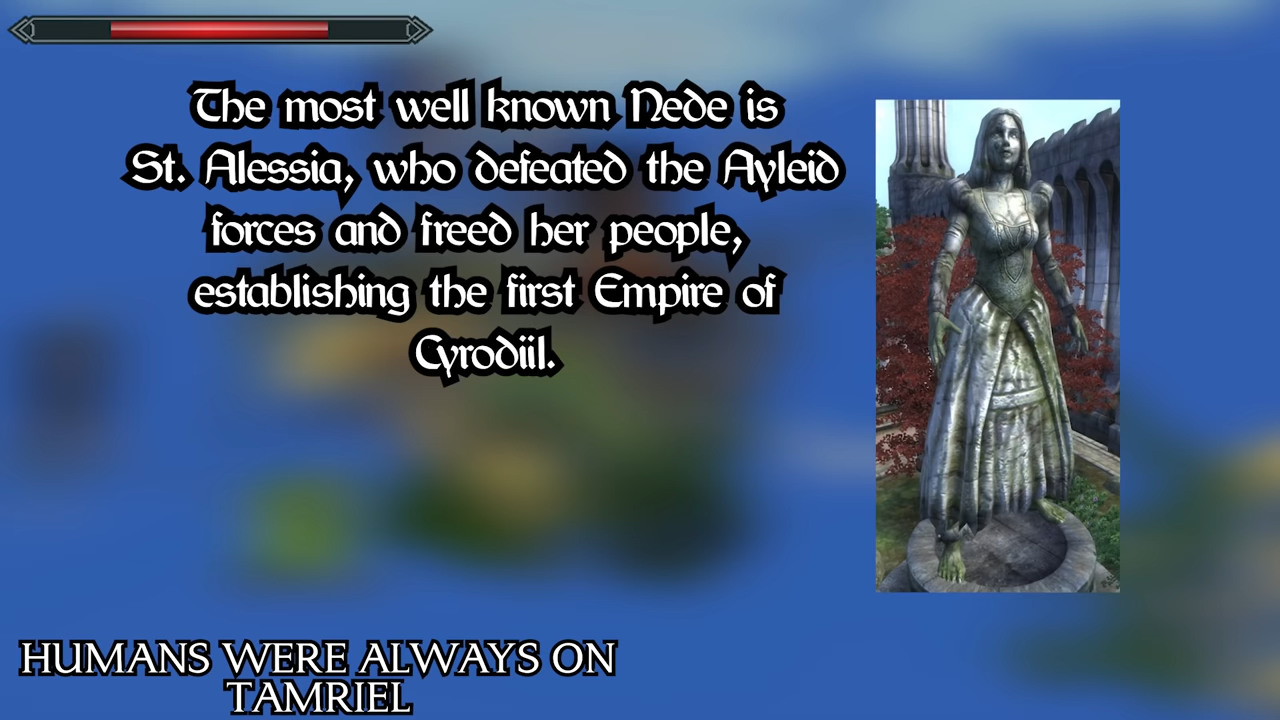 The most well known Nede is
St. Alessia, who defeated the Ayleid
forces and freed her people,
establishing the first Empire of
Cyrodiil.
HUMANS WERE ALWAYS ON
TAMRIEL